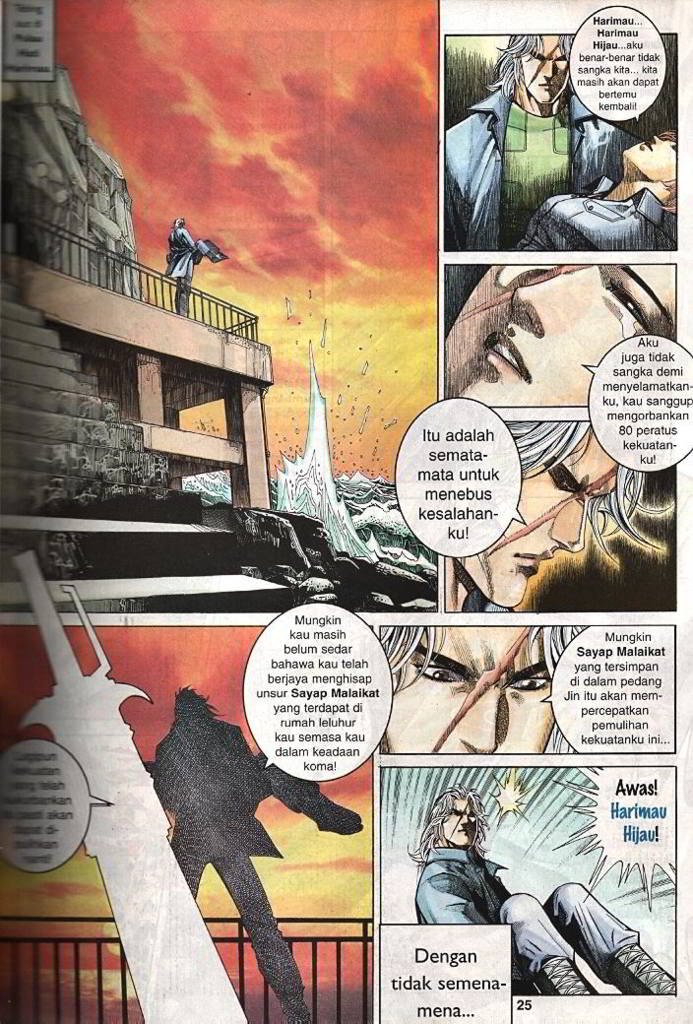 Harimau...
Harimau
Hijau...aku
benar-benar tidak
sangka kita... kita
masih akan dapat
bertemu
kembali!
Aku
juga tidak
sangka demi
menyelamatkan-
ku, kau sanggup
mengorbankan
80 peratus
kekuatan-
ku!
Itu adalah
semata-
mata untuk
menebus
kesalahan-
ku!
Mungkin
kau masih
belum sedar
bahawa kau telah
berjaya menghisap
unsur Sayap Malaikat
yang terdapat di
rumah leluhur
kau semasa kau
dalam keadaan
koma!
Mungkin
Sayap Malaikat
yang tersimpan
di dalam pedang
Jin itu akan mem-
percepatkan
pemulihan
kekuatanku ini...
Awas!
Harimau
Hijau!
Dengan
tidak semena-
mena...
25